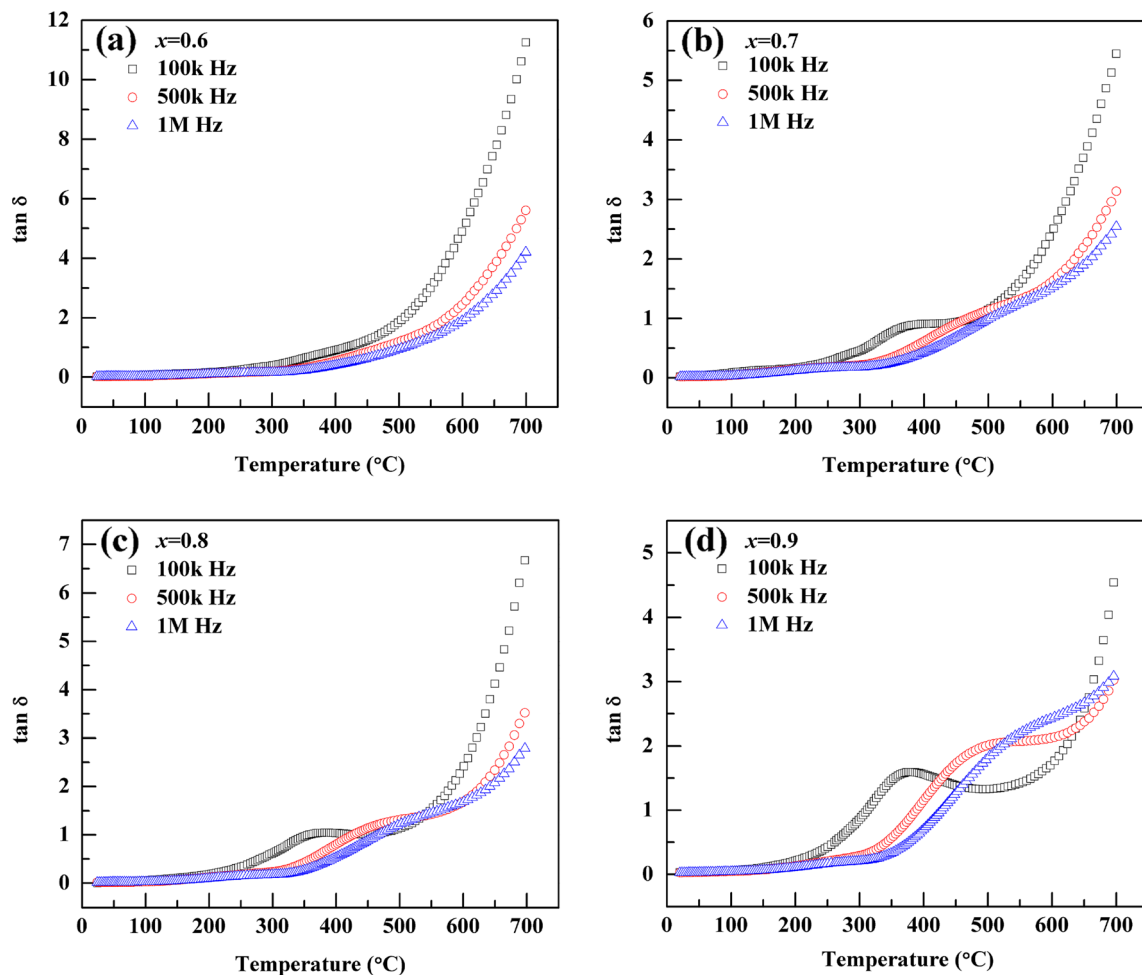 (a)
x=0.6
100k Hz
500k Hz
1M Hz
12
10
8
6
4
2
0
tan δ
0 100 200 300 400 500 600 700
Temperature (°C)
(b)
x=0.7
100k Hz
500k Hz
1M Hz
6
5
4
3
2
1
0
tan δ
0 100 200 300 400 500 600 700
Temperature (°C)
(c)
x=0.8
100k Hz
500k Hz
1M Hz
7
6
5
4
3
2
1
0
tan δ
0 100 200 300 400 500 600 700
Temperature (°C)
(d)
x=0.9
100k Hz
500k Hz
1M Hz
5
4
3
2
1
0
tan δ
0 100 200 300 400 500 600 700
Temperature (°C)